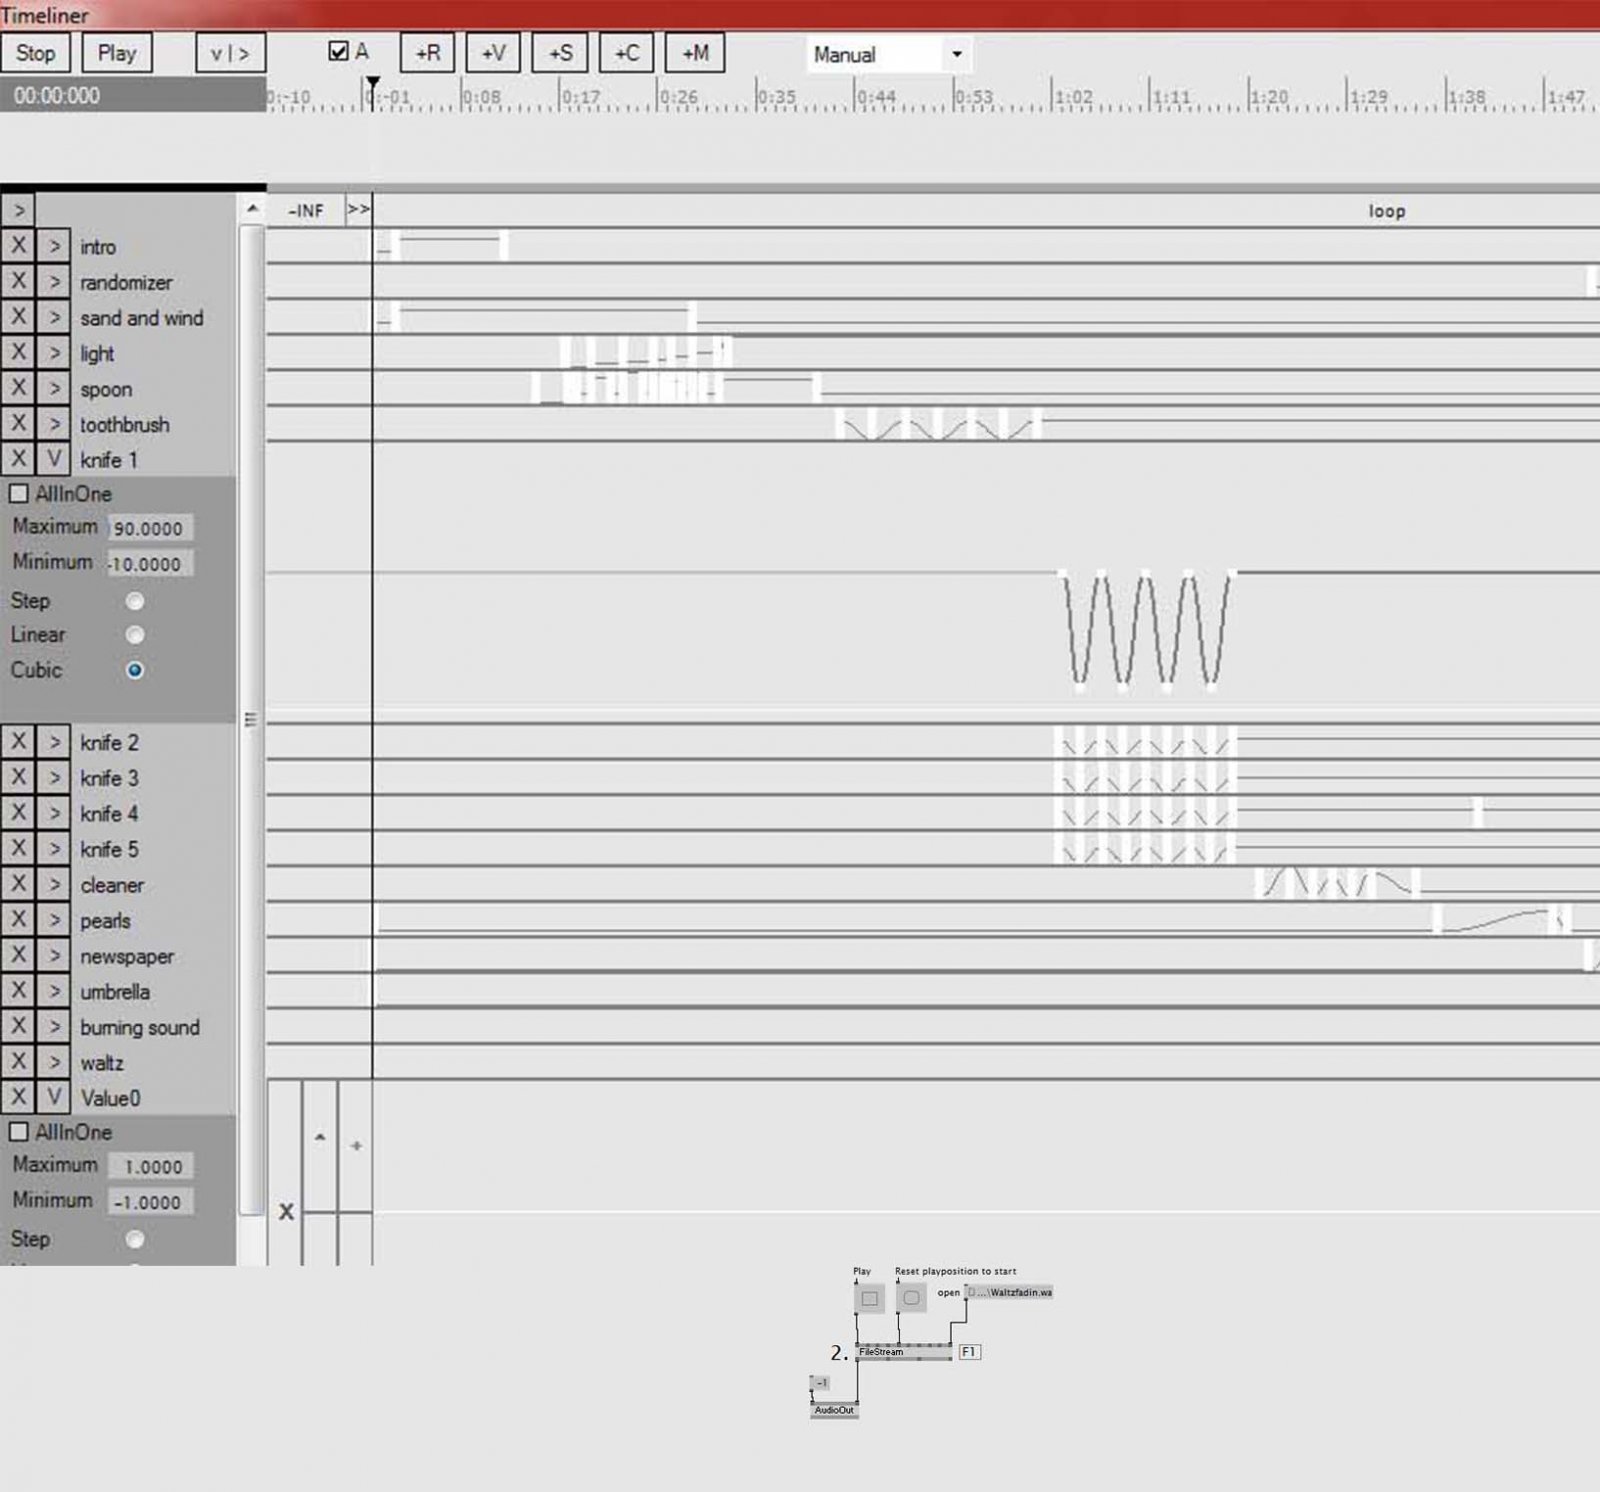 Timeliner
Stop Play v | > A +R +V +S +C +M Manual
00:00:000 0:-10 0:-01 0:08 0:17 0:26 0:35 0:44 0:53 1:02 1:11 1:20 1:29 1:38 1:47
> -INF >> loop
X > intro
X > randomizer
X > sand and wind
X > light
X > spoon
X > toothbrush
X V knife 1
AllInOne
Maximum 90.0000
Minimum -10.0000
Step
Linear
Cubic
X > knife 2
X > knife 3
X > knife 4
X > knife 5
X > cleaner
X > pearls
X > newspaper
X > umbrella
X > burning sound
X > waltz
X V Value0
AllInOne
Maximum 1.0000
Minimum -1.0000
X
Step
Play Reset playposition to start
open D...\Waltzfadin.wa
2. FileStream F1
-1
AudioOut